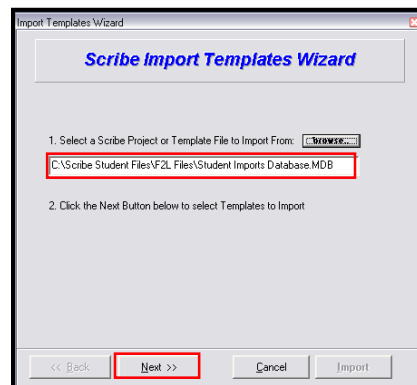 Import Templates Wizard
Scribe Import Templates Wizard
1. Select a Scribe Project or Template File to Import From: browse...
C:\Scribe Student Files\F2L Files\Student Imports Database.MDB
2. Click the Next Button below to select Templates to Import
<< Back Next >> Cancel Import